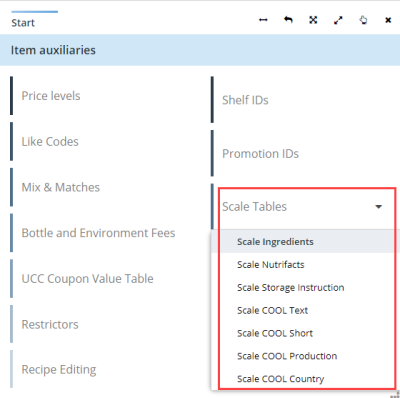 Start
Item auxiliaries
Price levels
Like Codes
Mix & Matches
Bottle and Environment Fees
UCC Coupon Value Table
Restrictors
Recipe Editing
Shelf IDs
Promotion IDs
Scale Tables
Scale Ingredients
Scale Nutrifacts
Scale Storage Instruction
Scale COOL Text
Scale COOL Short
Scale COOL Production
Scale COOL Country